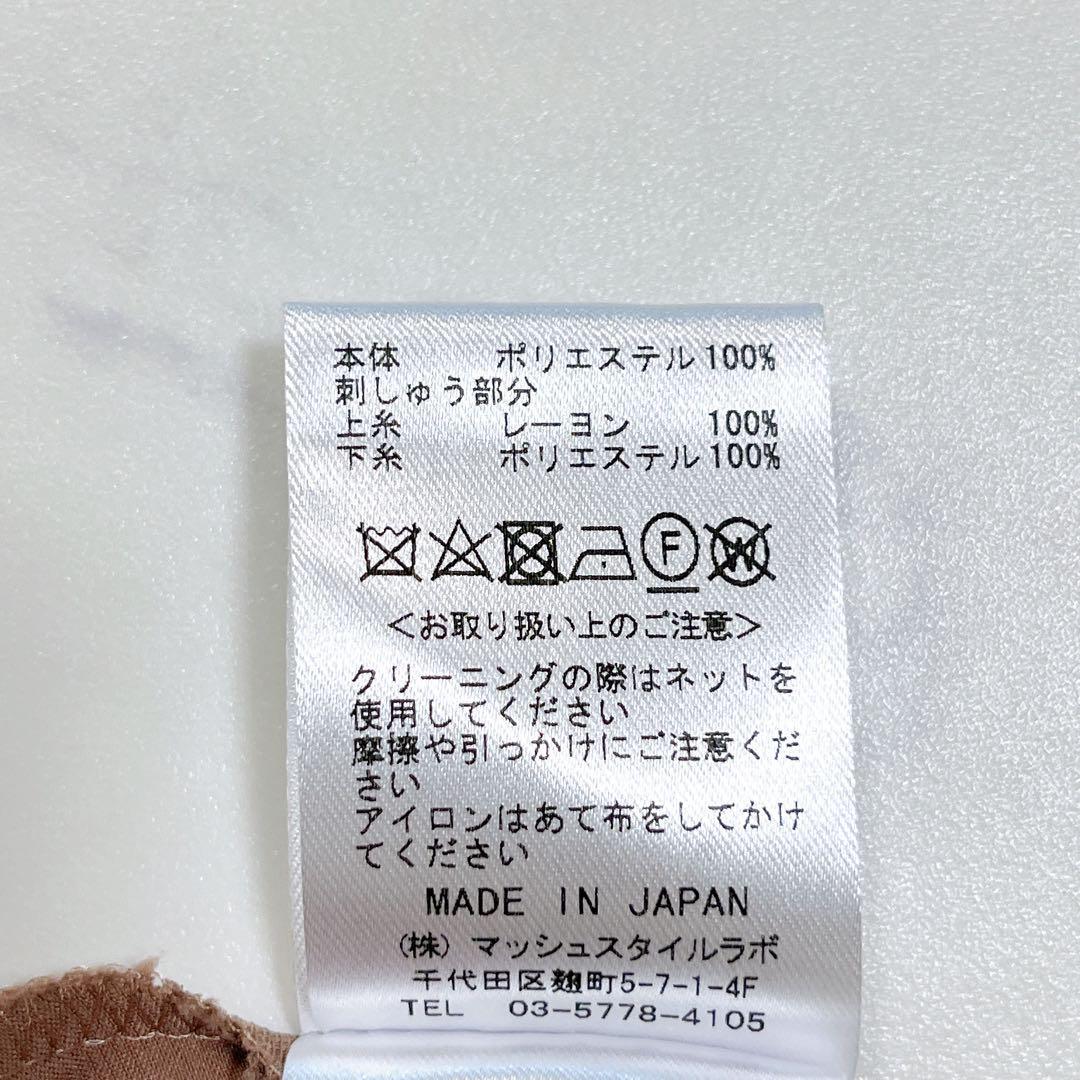 本体 ポリエステル100%
刺しゅう部分
上糸 レーヨン 100%
下糸 ポリエステル100%
F W
<お取り扱い上のご注意>
クリーニングの際はネットを
使用してください
摩擦や引っかけにご注意くだ
さい
アイロンはあて布をしてかけ
てください
MADE IN JAPAN
(株) マッシュスタイルラボ
千代田区麹町5-7-1-4F
TEL 03-5778-4105